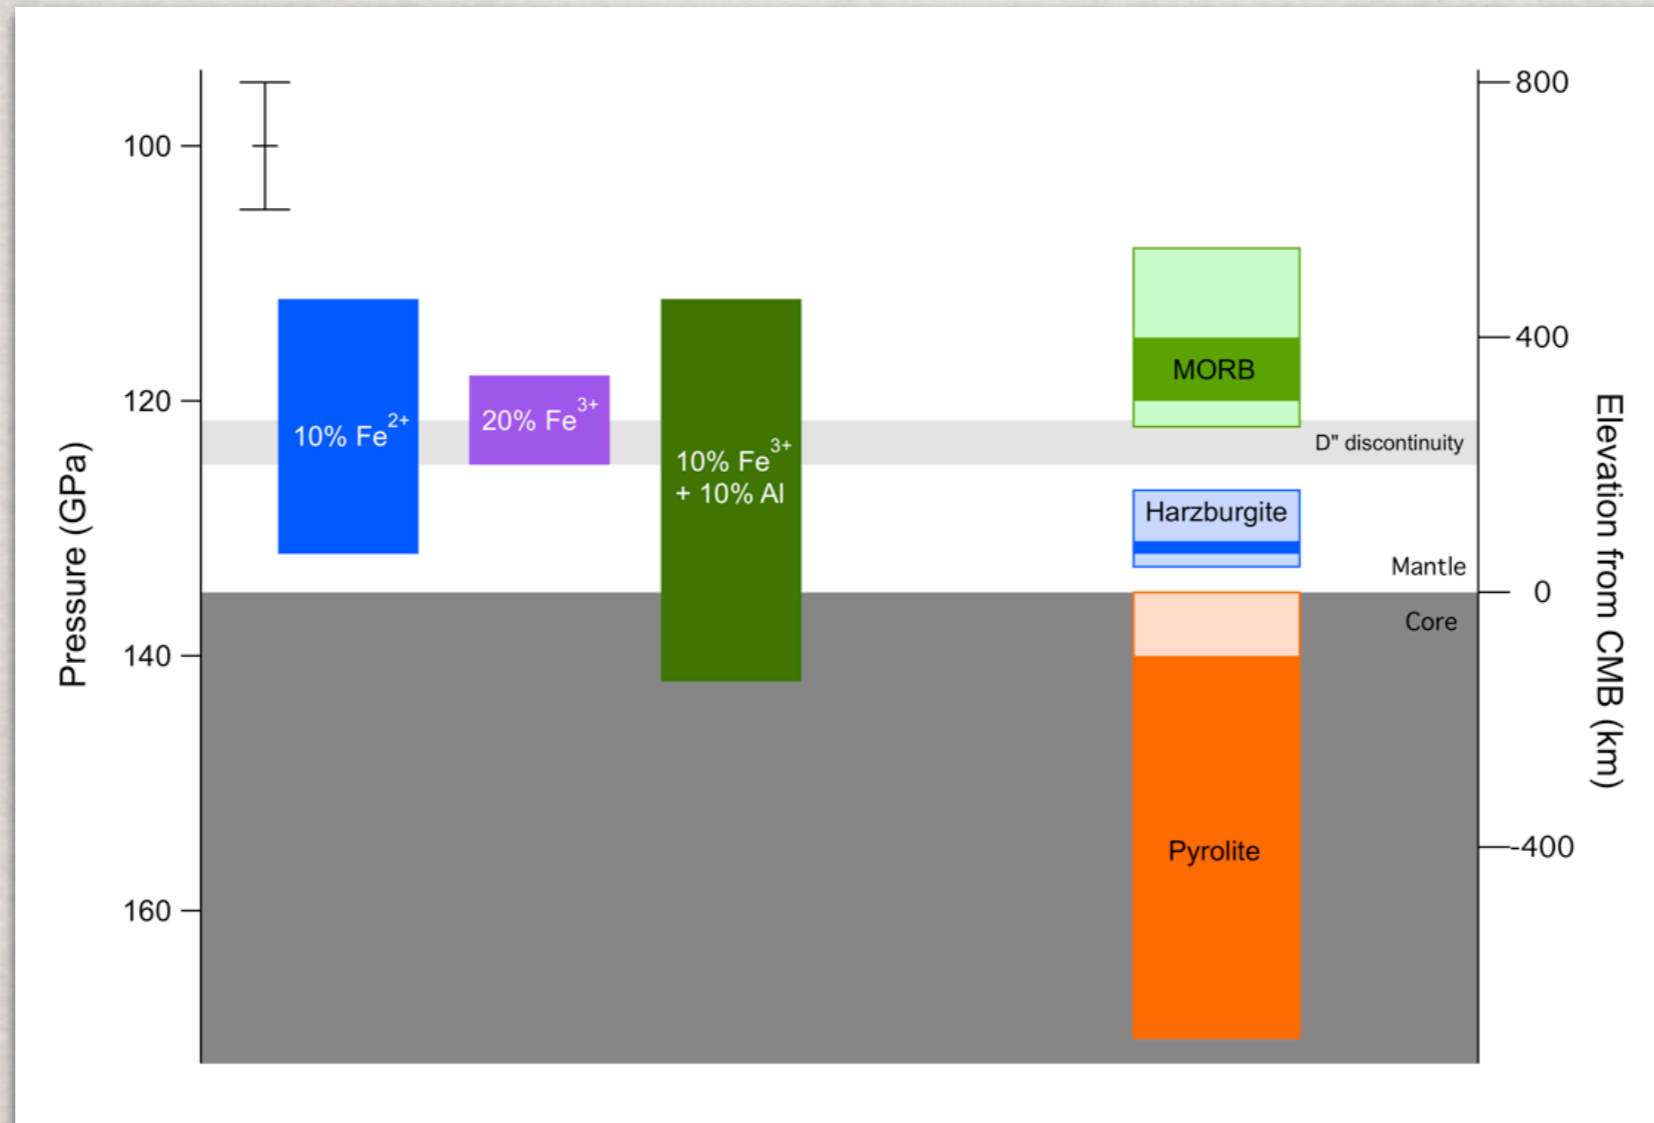 800
100
400
MORB
120
10% Fe2+
20% Fe3+
D" discontinuity
10% Fe3+
+ 10% Al
Harzburgite
Mantle
0
Core
140
Pyrolite
-400
160
Pressure (GPa)
Elevation from CMB (km)